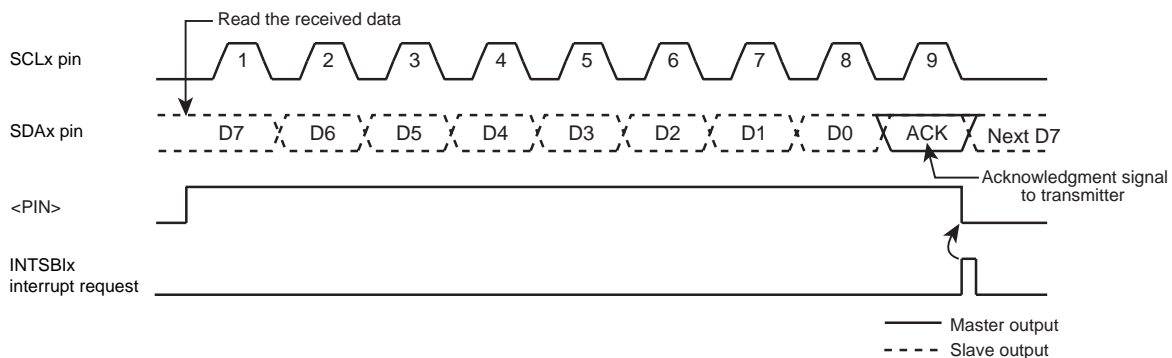 Read the received data
SCLx pin
1 2 3 4 5 6 7 8 9
SDAx pin
D7 D6 D5 D4 D3 D2 D1 D0 ACK Next D7
Acknowledgment signal
to transmitter
<PIN>
INTSBIx
interrupt request
Master output
Slave output